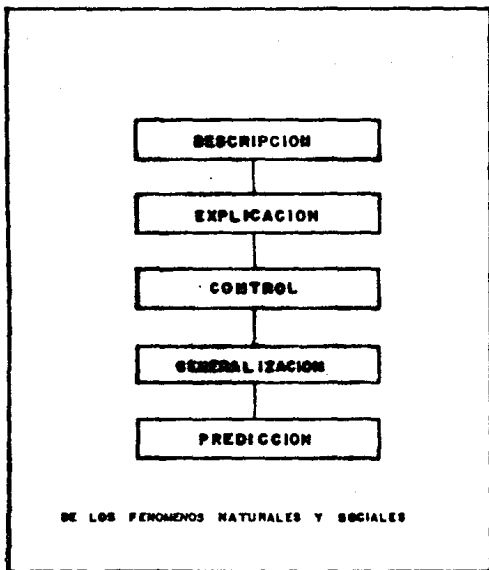 DESCRIPCION
EXPLICACION
CONTROL
GENERALIZACION
PREDICCION
DE LOS FENOMENOS NATURALES Y SOCIALES